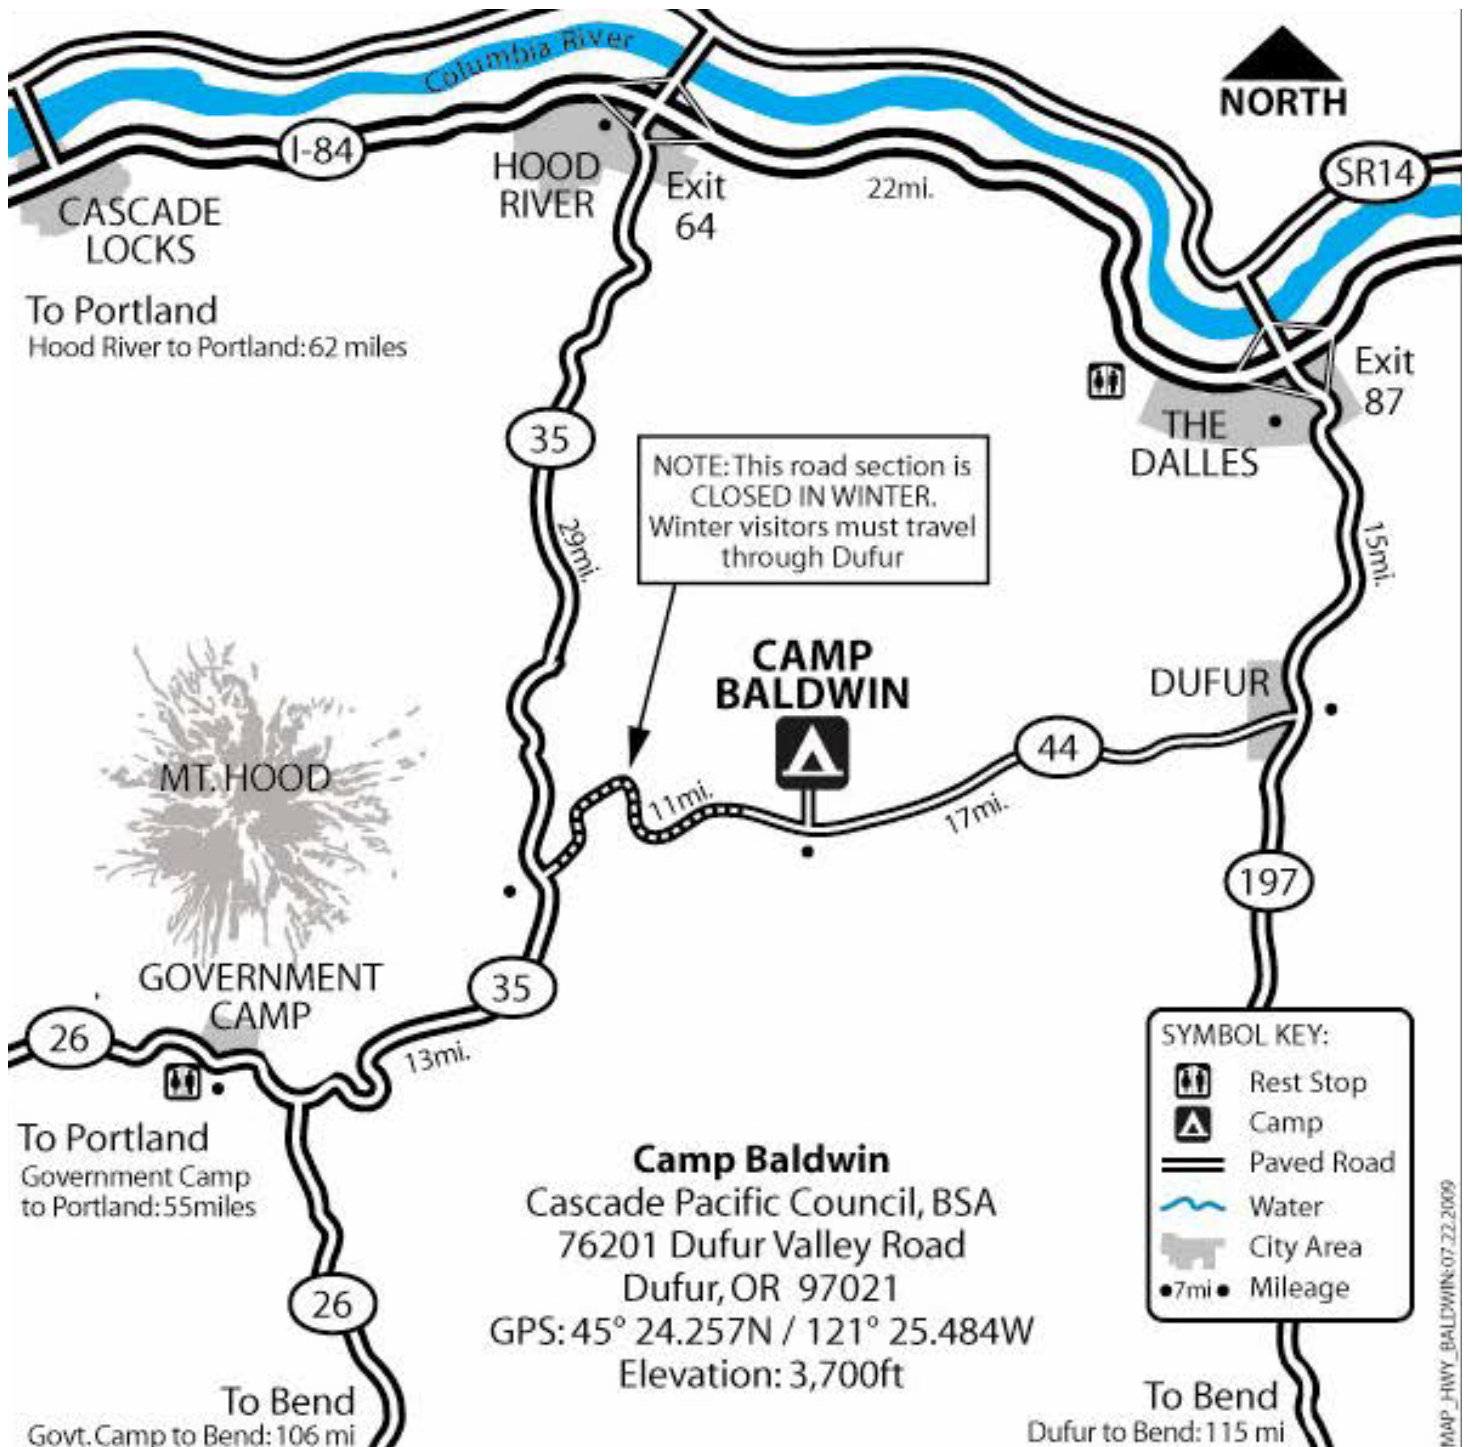 Columbia River
NORTH
I-84
SR14
HOOD
RIVER
Exit
64
22mi.
CASCADE
LOCKS
To Portland
Hood River to Portland: 62 miles
Exit
87
THE
DALLES
35
NOTE: This road section is
CLOSED IN WINTER.
Winter visitors must travel
through Dufur
29mi.
15mi.
CAMP
BALDWIN
DUFUR
MT. HOOD
44
11mi.
17mi.
197
GOVERNMENT
CAMP
35
26
13mi.
SYMBOL KEY:
Rest Stop
Camp
Paved Road
Water
City Area
7mi Mileage
To Portland
Government Camp
to Portland: 55miles
Camp Baldwin
Cascade Pacific Council, BSA
76201 Dufur Valley Road
Dufur, OR 97021
GPS: 45° 24.257N / 121° 25.484W
Elevation: 3,700ft
26
To Bend
Govt. Camp to Bend: 106 mi
To Bend
Dufur to Bend: 115 mi
MAP_HWY_BALDWIN:07.22.2009